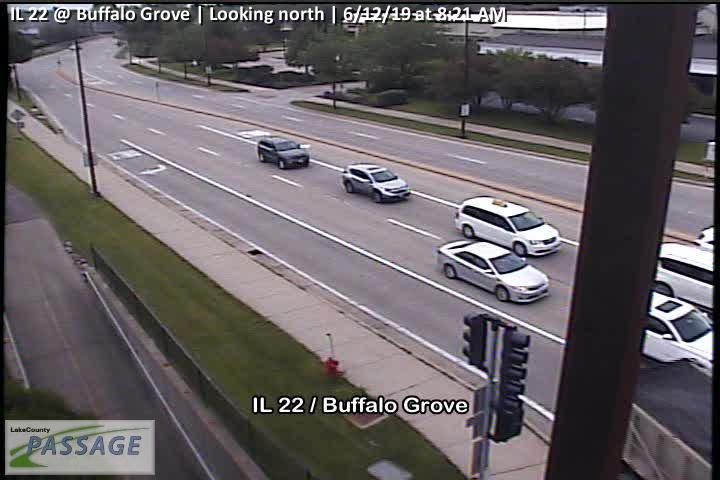 IL 22 @ Buffalo Grove | Looking north | 6/12/19 at 8:21 AM
IL 22 / Buffalo Grove
LakeCounty
PASSAGE